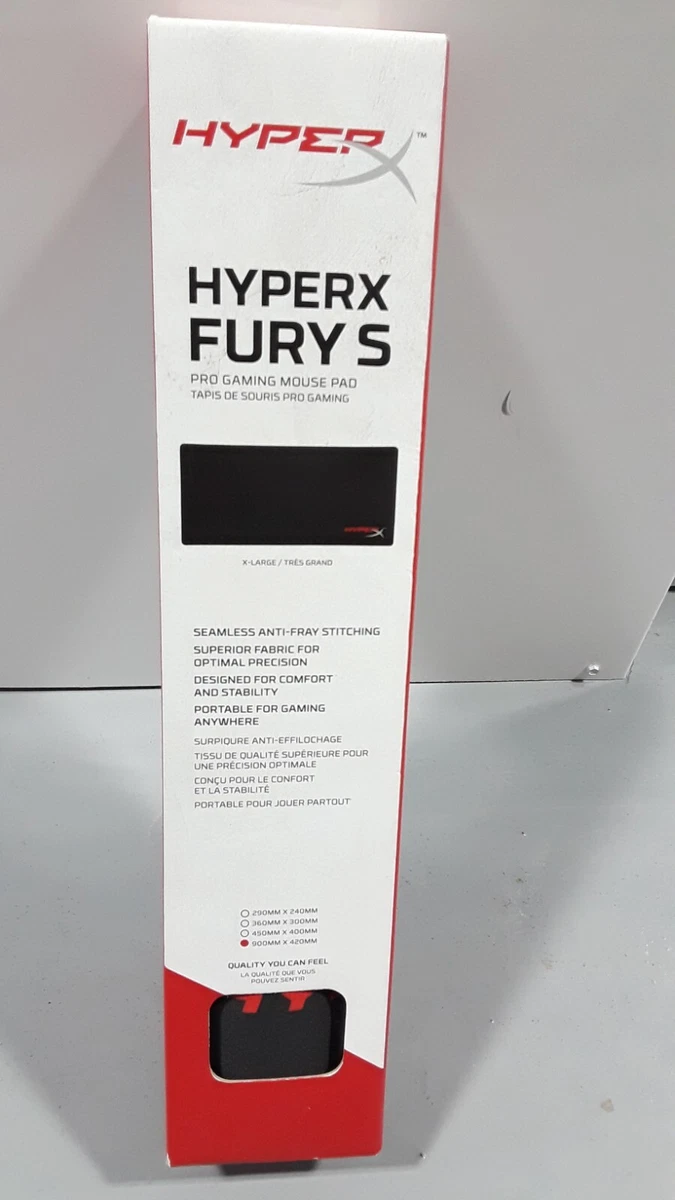 HYPERX™
HYPERX
FURY S
PRO GAMING MOUSE PAD
TAPIS DE SOURIS PRO GAMING
HYPERX
X-LARGE / TRÈS GRAND
SEAMLESS ANTI-FRAY STITCHING
SUPERIOR FABRIC FOR
OPTIMAL PRECISION
DESIGNED FOR COMFORT
AND STABILITY
PORTABLE FOR GAMING
ANYWHERE
SURPIQURE ANTI-EFFILOCHAGE
TISSU DE QUALITÉ SUPÉRIEURE POUR
UNE PRÉCISION OPTIMALE
CONÇU POUR LE CONFORT
ET LA STABILITÉ
PORTABLE POUR JOUER PARTOUT
290MM X 240MM
360MM X 300MM
450MM X 400MM
900MM X 420MM
QUALITY YOU CAN FEEL
LA QUALITÉ QUE VOUS
POUVEZ SENTIR